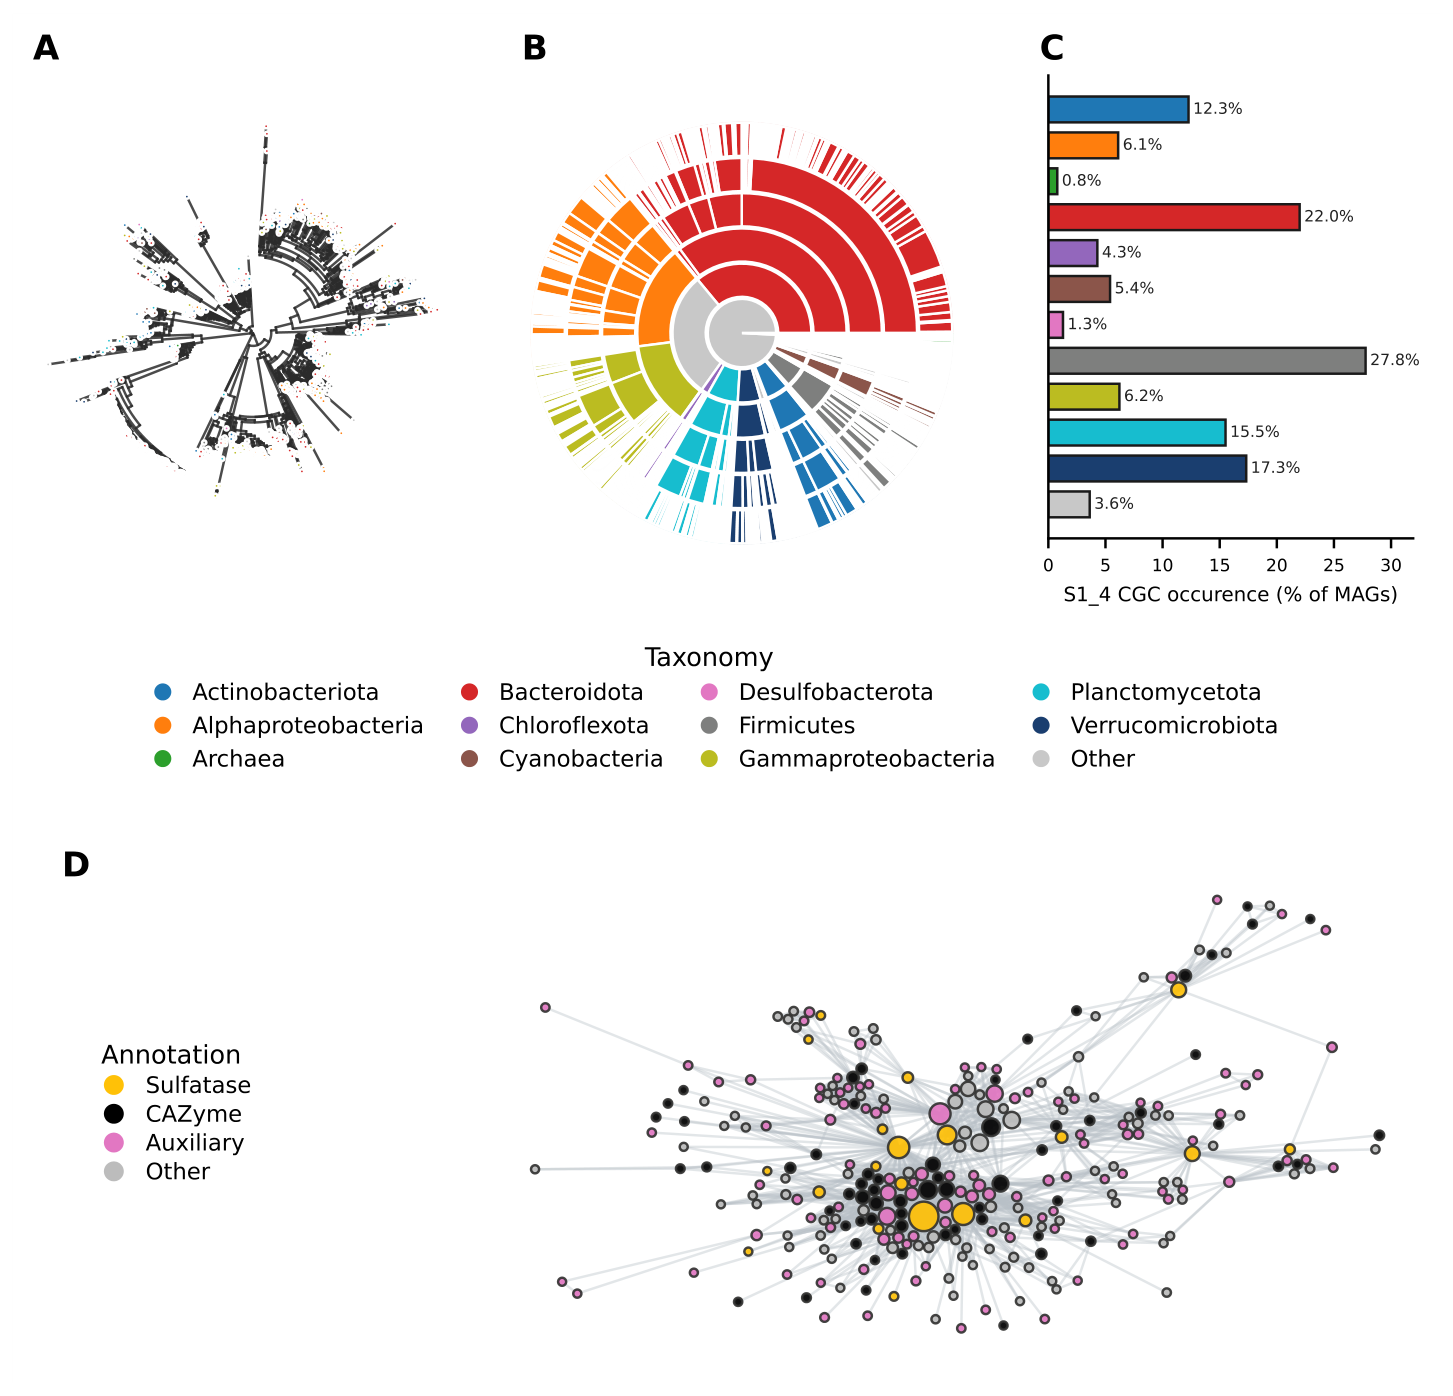 A
B
C
12.3%
6.1%
0.8%
22.0%
4.3%
5.4%
1.3%
27.8%
6.2%
15.5%
17.3%
3.6%
0 5 10 15 20 25 30
S1_4 CGC occurence (% of MAGs)
Taxonomy
Actinobacteriota Bacteroidota Desulfobacterota Planctomycetota
Alphaproteobacteria Chloroflexota Firmicutes Verrucomicrobiota
Archaea Cyanobacteria Gammaproteobacteria Other
D
Annotation
Sulfatase
CAZyme
Auxiliary
Other